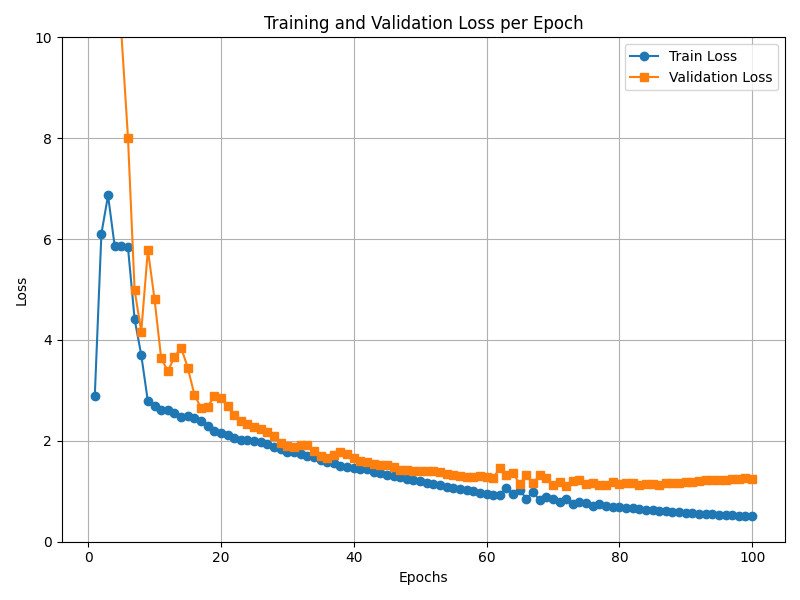 Training and Validation Loss per Epoch
Train Loss
Validation Loss
Loss
10
8
6
4
2
0
0 20 40 60 80 100
Epochs